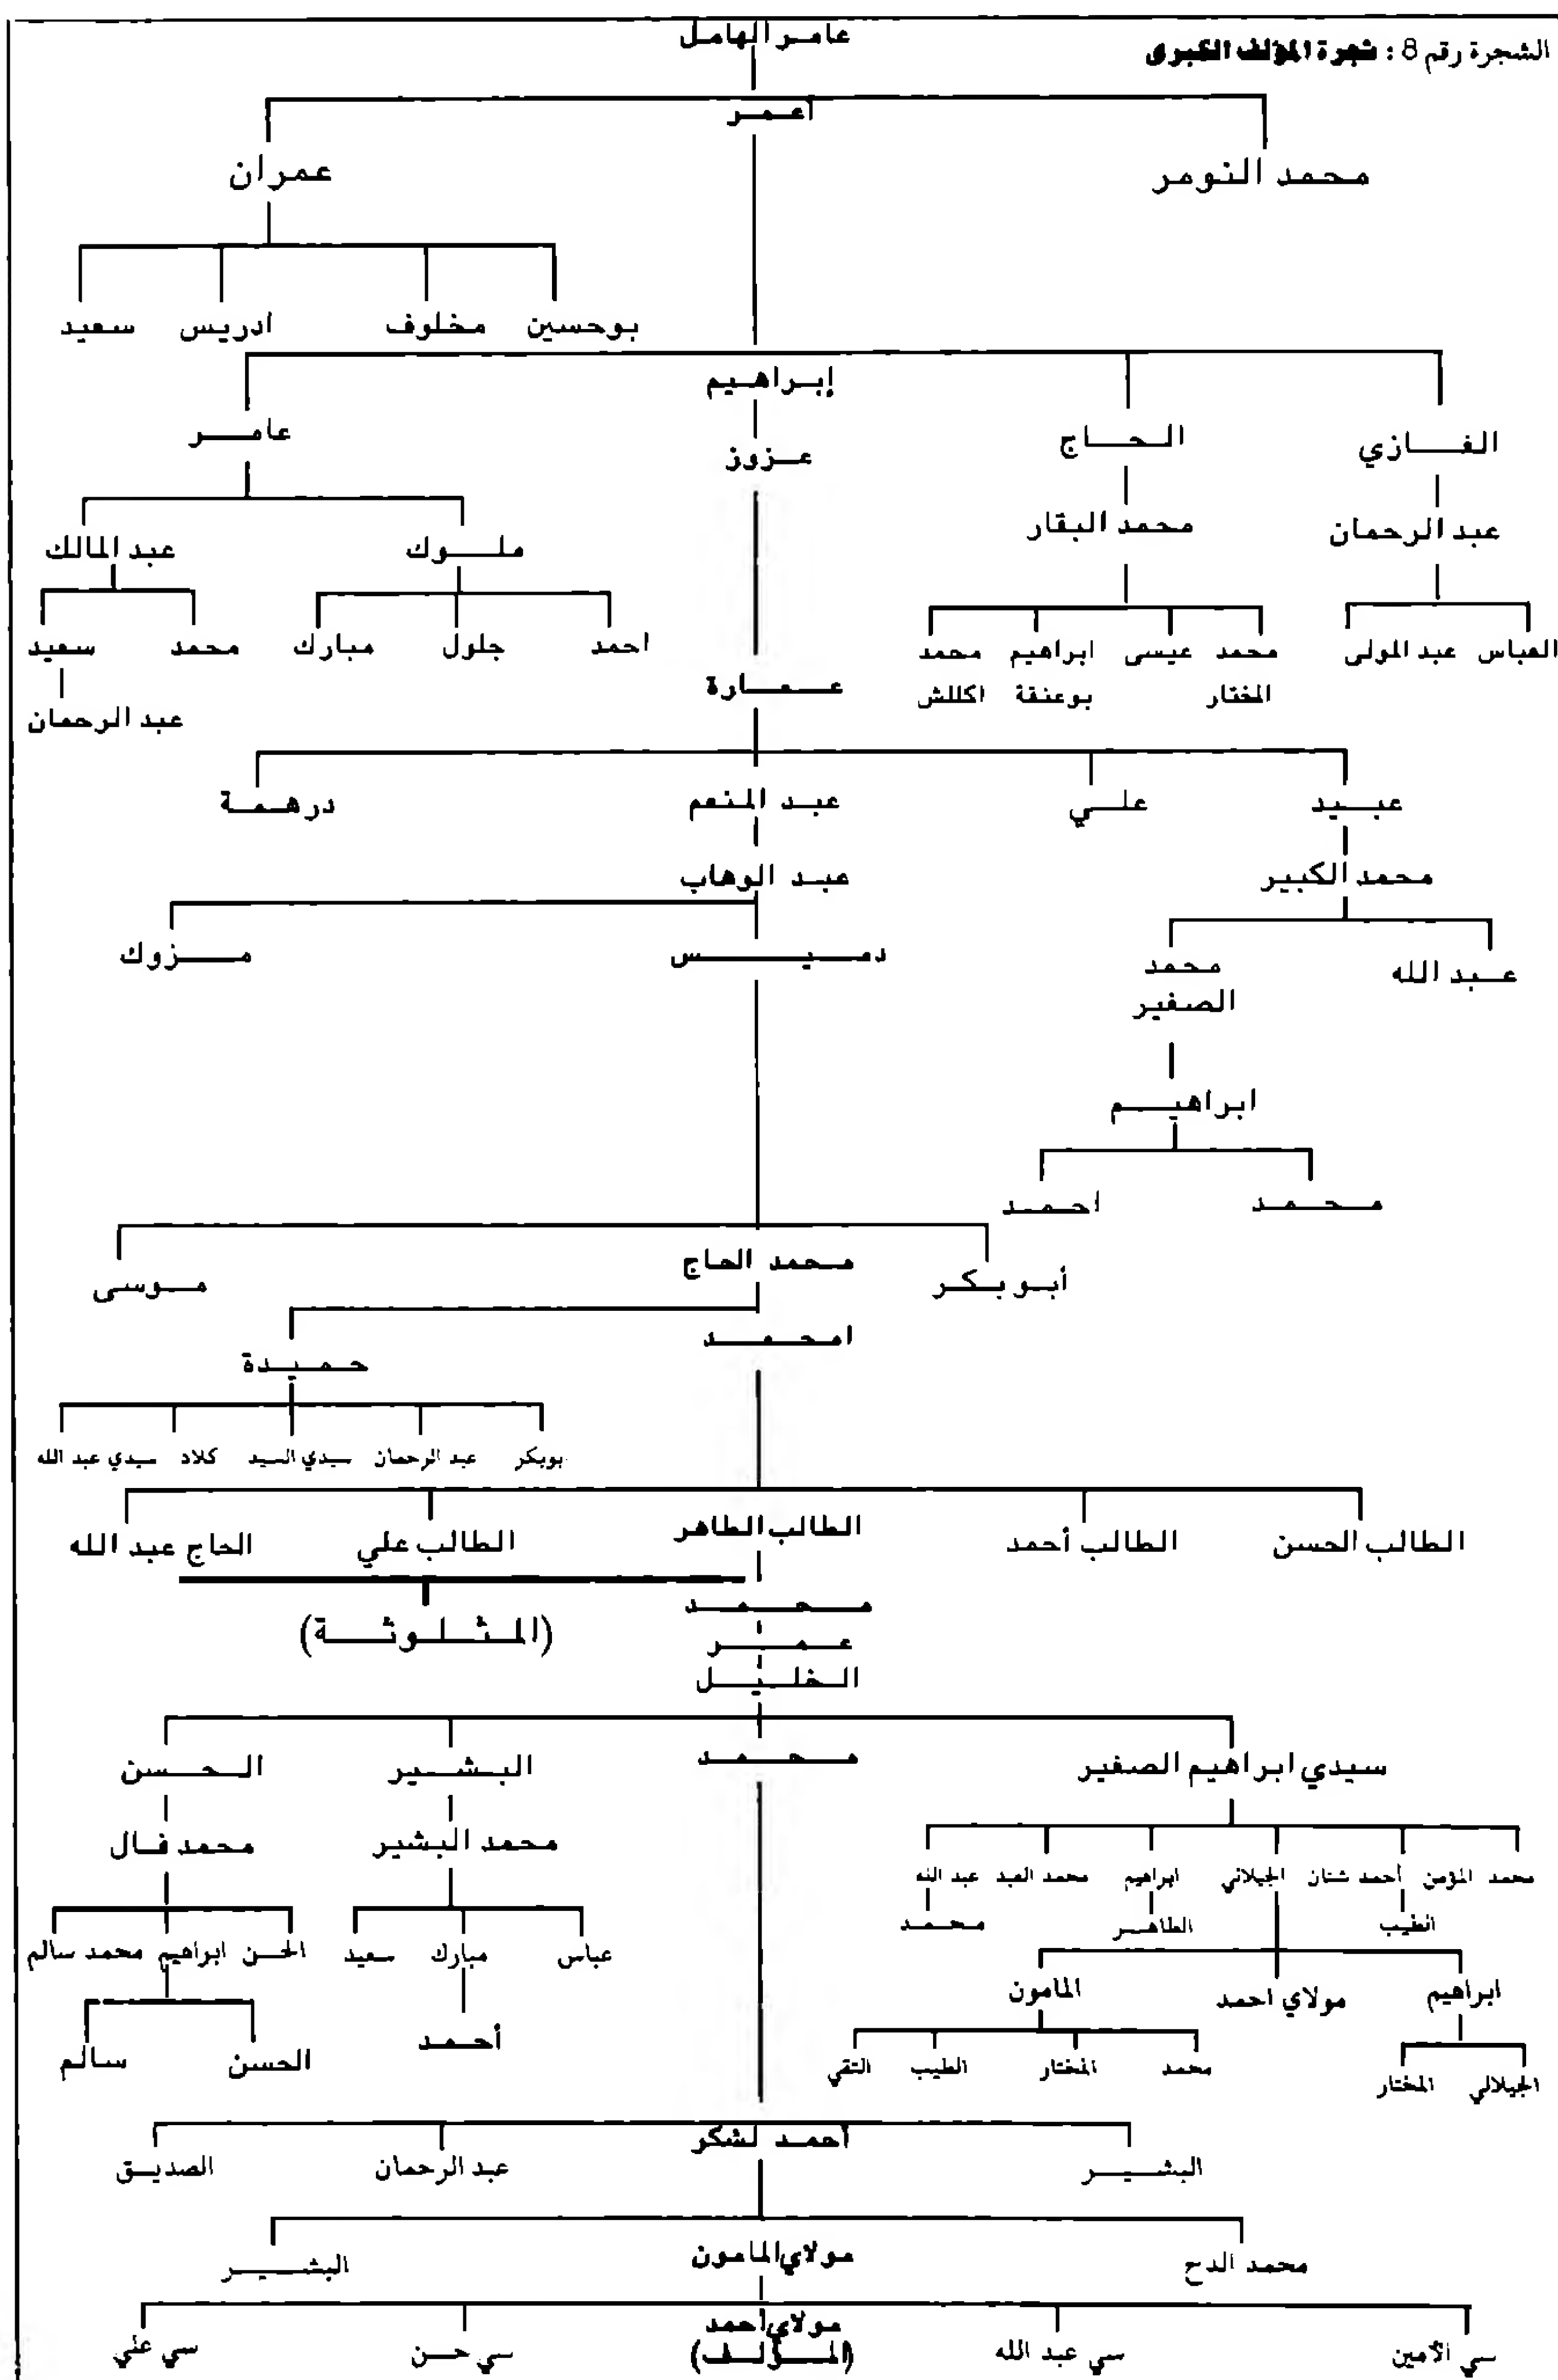 الشجرة رقم 8 : شجرة المؤلف الكبرى
عامر الهامل
أعمر
محمد النومر
عمران
بوحسين مخلوف ادريس سعيد
إبراهيم
الغازي الحاج عامر
عزوز
عبد الرحمان محمد البقار ملوك عبد المالك
العباس عبد المولى محمد المختار عيسى ابراهيم بوعنقة محمد اكللش
احمد جلول مبارك محمد سعيد
عمارة
عبد الرحمان
عبيد علي عبد المنعم درهمة
محمد الكبير عبد الوهاب
عبد الله محمد الصغير دميس مزوك
ابراهيم
محمد احمد
أبو بكر محمد الحاج موسى
امحمد
حميدة
بوبكر عبد الرحمان سيدي السيد كلاد سيدي عبد الله
الطالب الحسن الطالب أحمد الطالب الطاهر الطالب علي الحاج عبد الله
محمد
(المثلوثة)
عمر
الخليل
سيدي ابراهيم الصغير محمد البشير الحسن
محمد البشير محمد فال
محمد المؤمن أحمد شنان الجيلالي ابراهيم محمد العبد عبد الله
الطيب الطاهر محمد
عباس مبارك سعيد الحسن ابراهيم محمد سالم
ابراهيم مولاي احمد المامون
أحمد
الحسن سالم
محمد المختار الطيب التقي
الجيلالي المختار
البشير أحمد لشكر عبد الرحمان الصديق
محمد الدح مولاي المامون البشير
سي الأمين سي عبد الله مولاي أحمد سي حسن سي علي
(المؤلف)